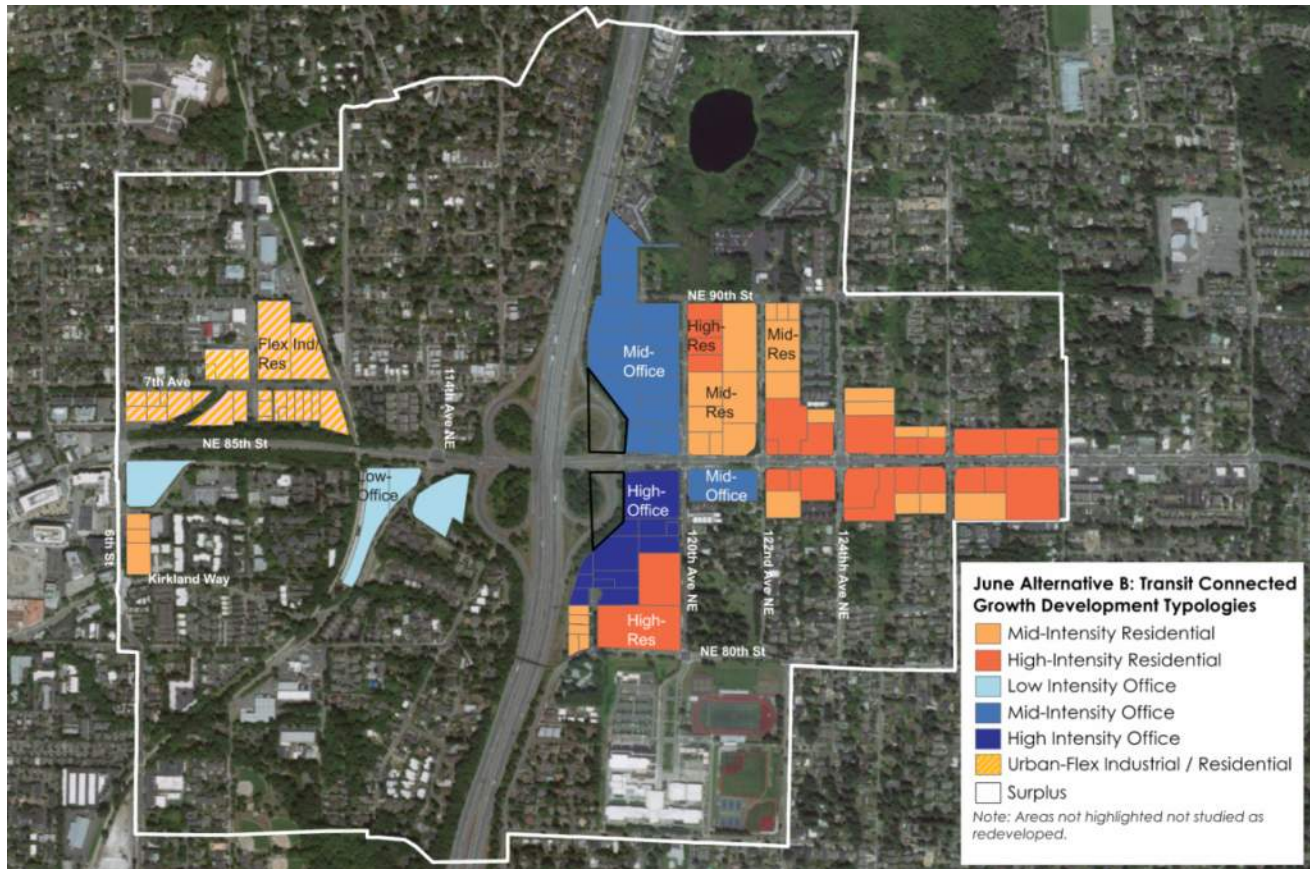 NE 90th St
High-
Res
Mid-
Res
Mid-
Office
Flex Ind/
Res
7th Ave
114th Ave NE
Mid-
Res
NE 85th St
Low-
Office
High-
Office
Mid-
Office
6th St
Kirkland Way
120th Ave NE
122nd Ave NE
124thh Ave NE
High-
Res
NE 80th St
June Alternative B: Transit Connected
Growth Development Typologies
Mid-Intensity Residential
High-Intensity Residential
Low Intensity Office
Mid-Intensity Office
High Intensity Office
Urban-Flex Industrial / Residential
Surplus
Note: Areas not highlighted not studied as
redeveloped.